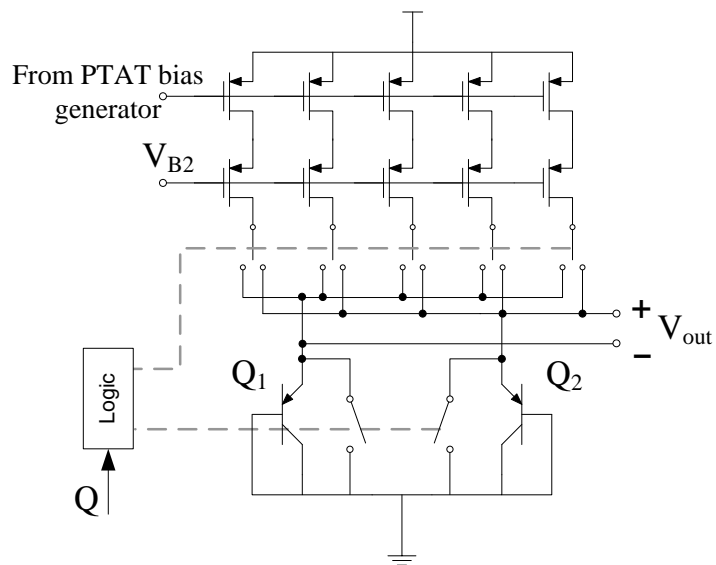 From PTAT bias
generator
V_B2
+
V_out
−
Q_1
Q_2
Logic
Q